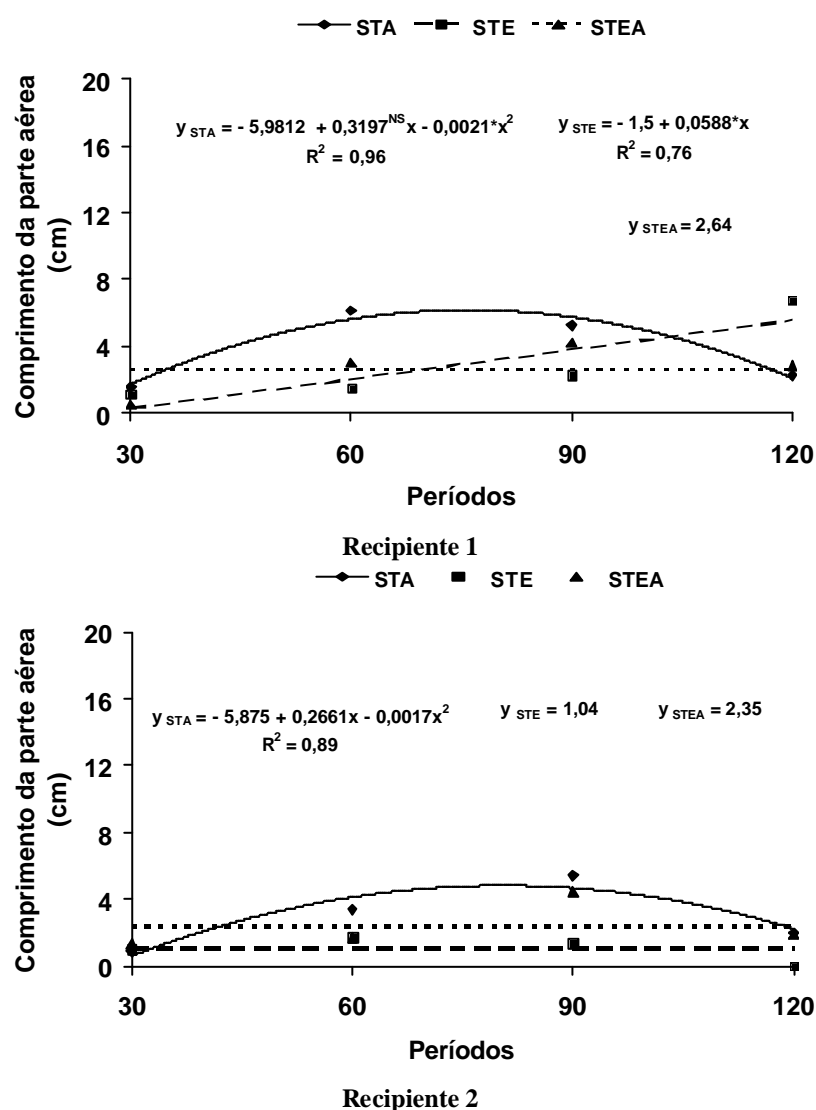 STA STE STEA
20
y STA = - 5,9812 + 0,3197^NS x - 0,0021*x² y STE = - 1,5 + 0,0588*x
R² = 0,96 R² = 0,76
16
12
y STEA = 2,64
8
4
0
30 60 90 120
Comprimento da parte aérea
(cm)
Períodos
Recipiente 1
STA STE STEA
20
y STA = - 5,875 + 0,2661x - 0,0017x² y STE = 1,04 y STEA = 2,35
R² = 0,89
16
12
8
4
0
30 60 90 120
Comprimento da parte aérea
(cm)
Períodos
Recipiente 2